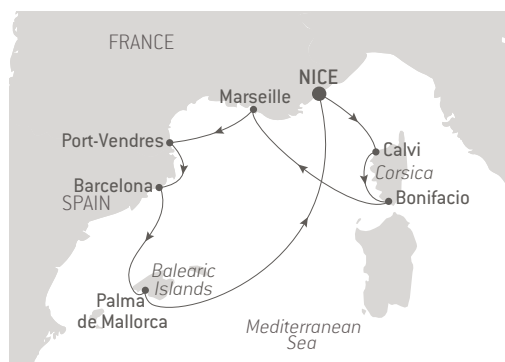 FRANCE
NICE
Marseille
Port-Vendres
Calvi
Corsica
Barcelona
Bonifacio
SPAIN
Balearic
Islands
Palma
de Mallorca
Mediterranean
Sea